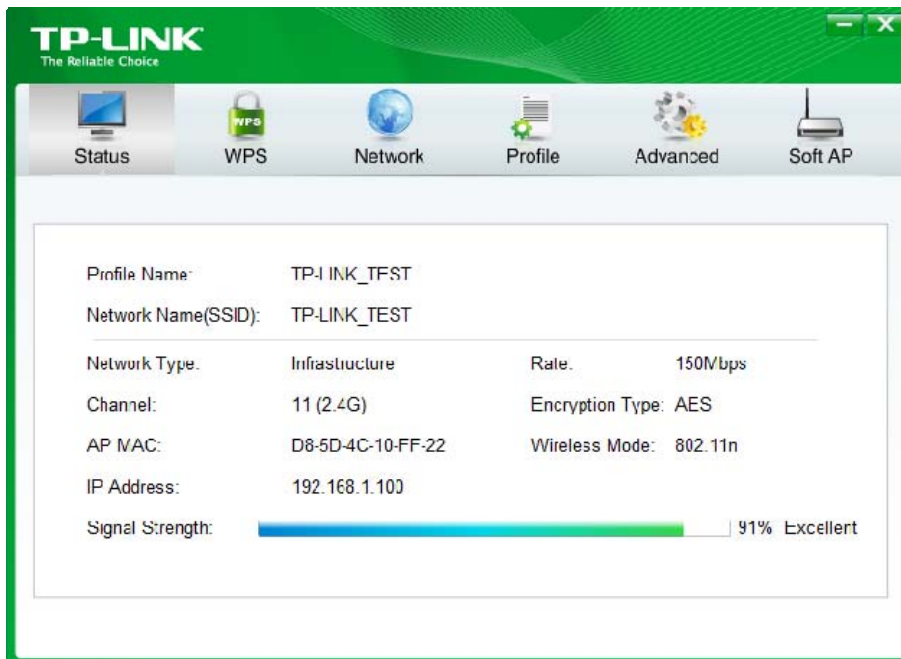 TP-LINK
The Reliable Choice
Status WPS Network Profile Advanced Soft AP
WPS
Profile Name: TP-LINK_TEST
Network Name(SSID): TP-LINK_TEST
Network Type: Infrastructure Rate: 150Mbps
Channel: 11 (2.4G) Encryption Type: AES
AP MAC: D8-5D-4C-10-FF-22 Wireless Mode: 802.11n
IP Address: 192.168.1.100
Signal Strength: 91% Excellent